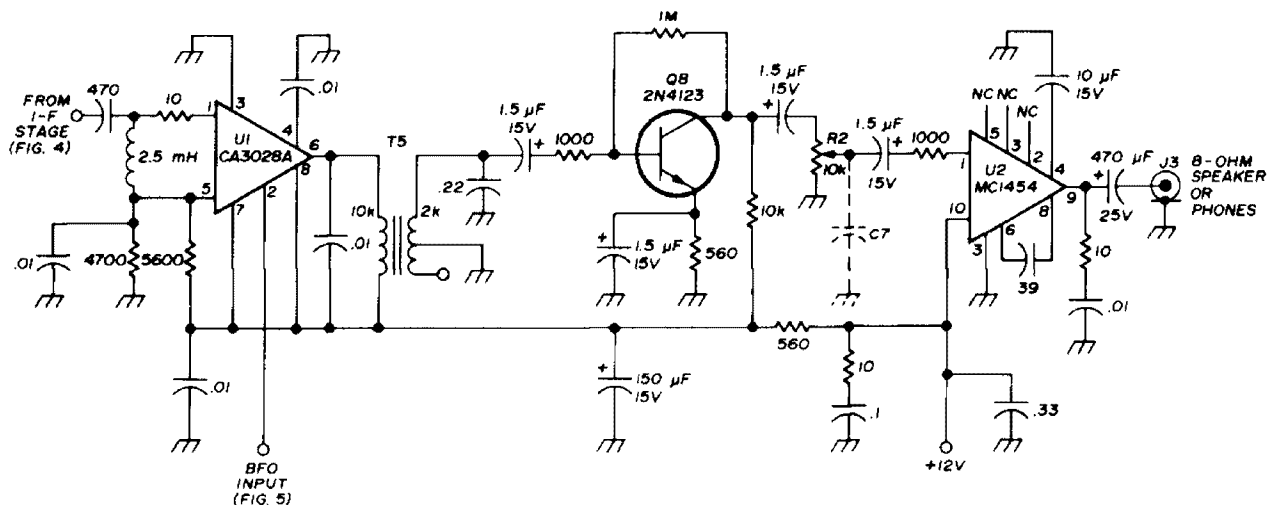 1M
Q8
2N4123
FROM
I-F
STAGE
(FIG. 4)
470
10
1
3
U1
CA3028A
4
.01
6
8
5
7
2
2.5 mH
.01
4700
5600
.01
T5
10k
2k
.22
1.5 µF
15V
+
1000
+
1.5 µF
15V
560
10k
1.5 µF
15V
+
R2
10k
C7
1.5 µF
15V
+
1000
1
10
NC
NC
NC
5
3
2
4
U2
MC1454
9
8
6
3
39
10 µF
15V
470 µF
25V
+
J3
8-OHM
SPEAKER
OR
PHONES
10
.01
.01
BFO
INPUT
(FIG. 5)
+
150 µF
15V
560
10
.1
.33
+12V